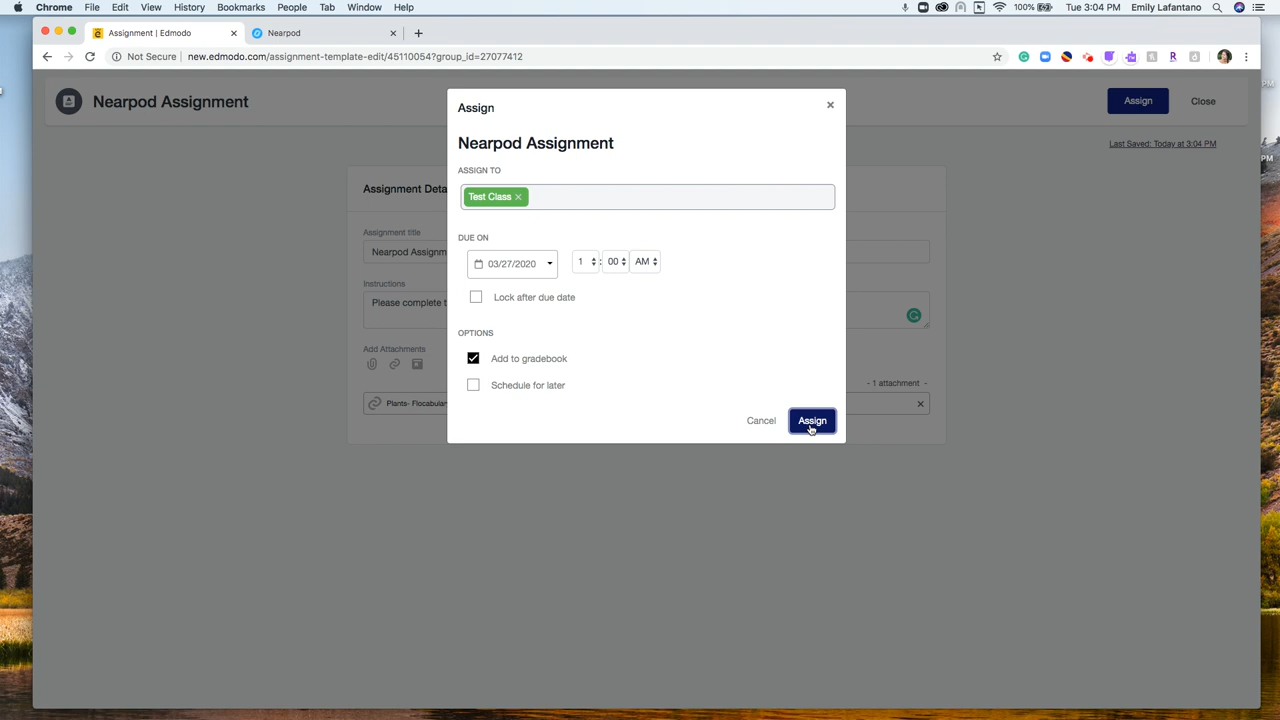 Chrome File Edit View History Bookmarks People Tab Window Help 100% Tue 3:04 PM Emily Lafantano
Assignment | Edmodo Nearpod
Not Secure | new.edmodo.com/assignment-template-edit/45110054?group_id=27077412
Nearpod Assignment Assign Close
Last Saved: Today at 3:04 PM
Assign
Nearpod Assignment
ASSIGN TO
Test Class
DUE ON
03/27/2020 1 : 00 AM
Lock after due date
OPTIONS
Add to gradebook
Schedule for later
Cancel Assign
Assignment Deta
Assignment title
Nearpod Assignm
Instructions
Please complete t
Add Attachments
- 1 attachment -
Plants- Flocabular
PM
PM